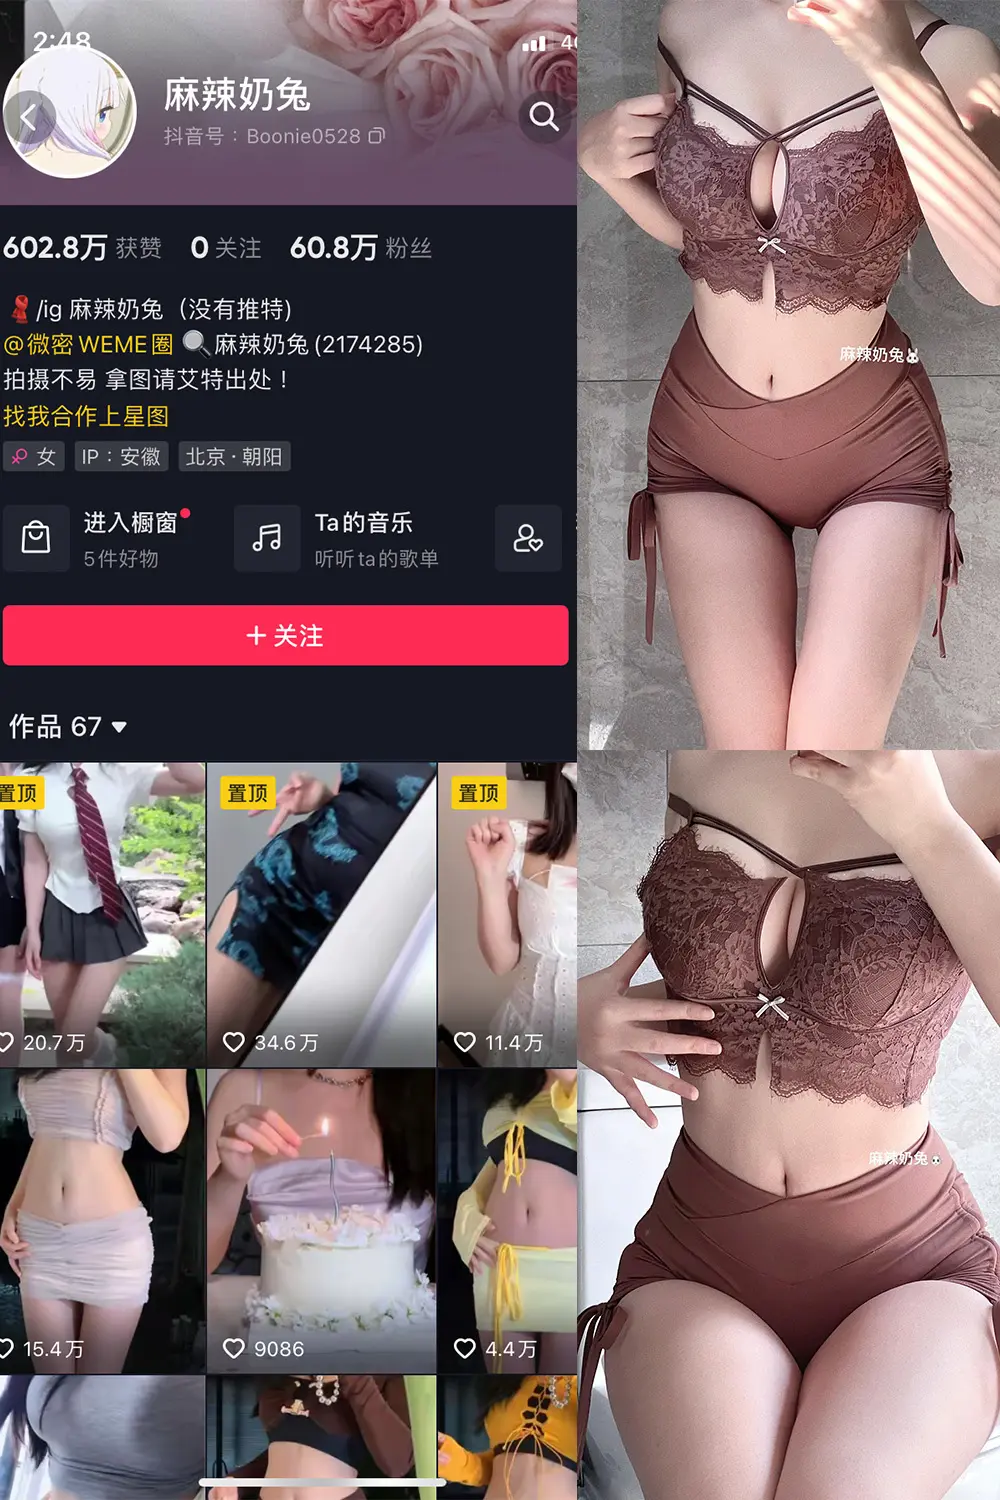 2:48
4G
麻辣奶兔
抖音号：Boonie0528
602.8万 获赞 0 关注 60.8万 粉丝
/ig 麻辣奶兔（没有推特)
@微密 WEME圈 🔍麻辣奶兔 (2174285)
拍摄不易 拿图请艾特出处！
找我合作上星图
女 IP：安徽 北京·朝阳
进入橱窗 Ta的音乐
5件好物 听听ta的歌单
+ 关注
作品 67
置顶 置顶 置顶
20.7万 34.6万 11.4万
15.4万 9086 4.4万
麻辣奶兔
麻辣奶兔